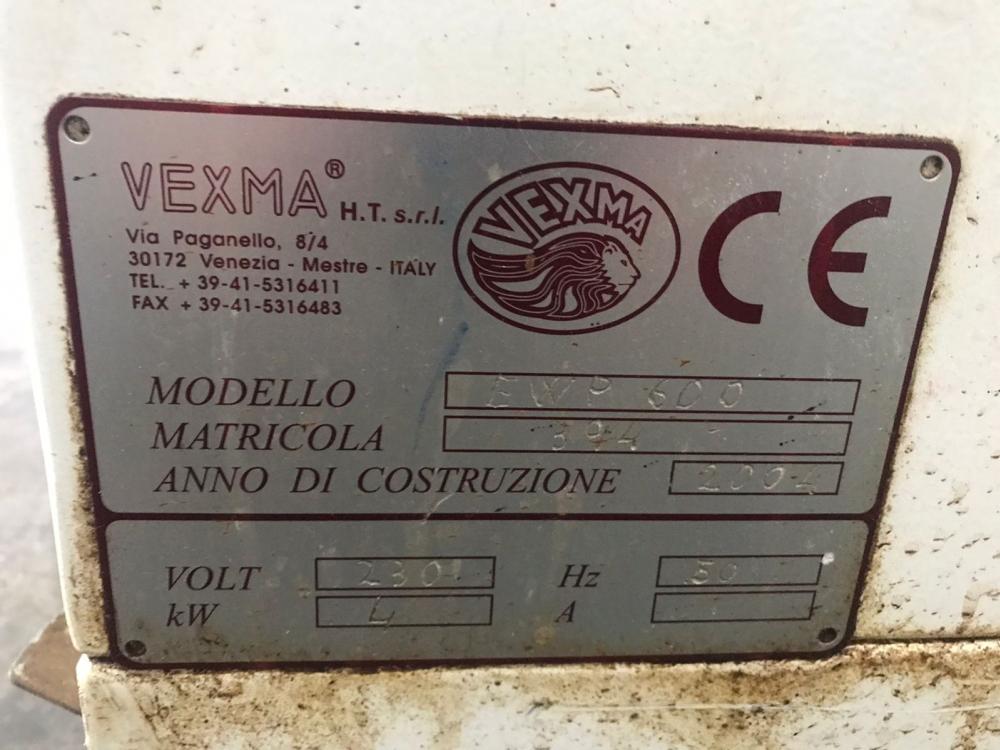 VEXMA® H.T. s.r.l.
Via Paganello, 8/4
30172 Venezia - Mestre - ITALY
TEL. + 39-41-5316411
FAX + 39-41-5316483
VEXMA
CE
MODELLO EWP 600
MATRICOLA 394
ANNO DI COSTRUZIONE 2004
VOLT 230 Hz 50
kW 4 A